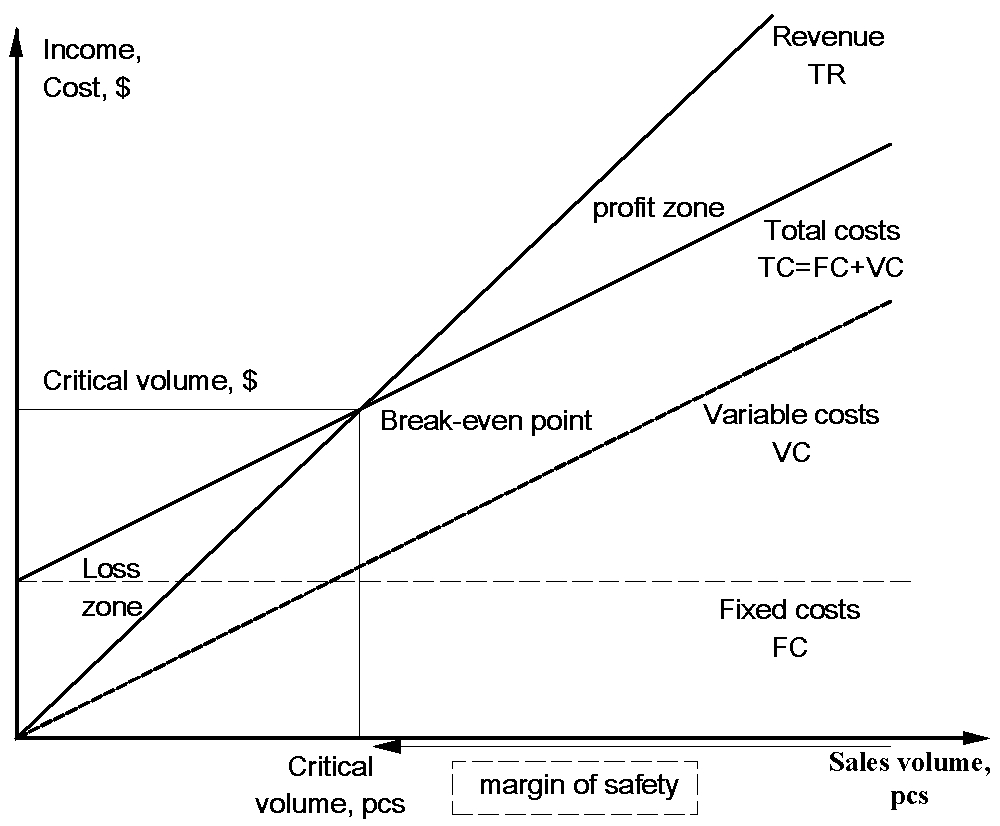 Income,
Cost, $
Revenue
TR
profit zone
Total costs
TC=FC+VC
Critical volume, $
Break-even point
Variable costs
VC
Loss
zone
Fixed costs
FC
Critical
volume, pcs
margin of safety
Sales volume,
pcs